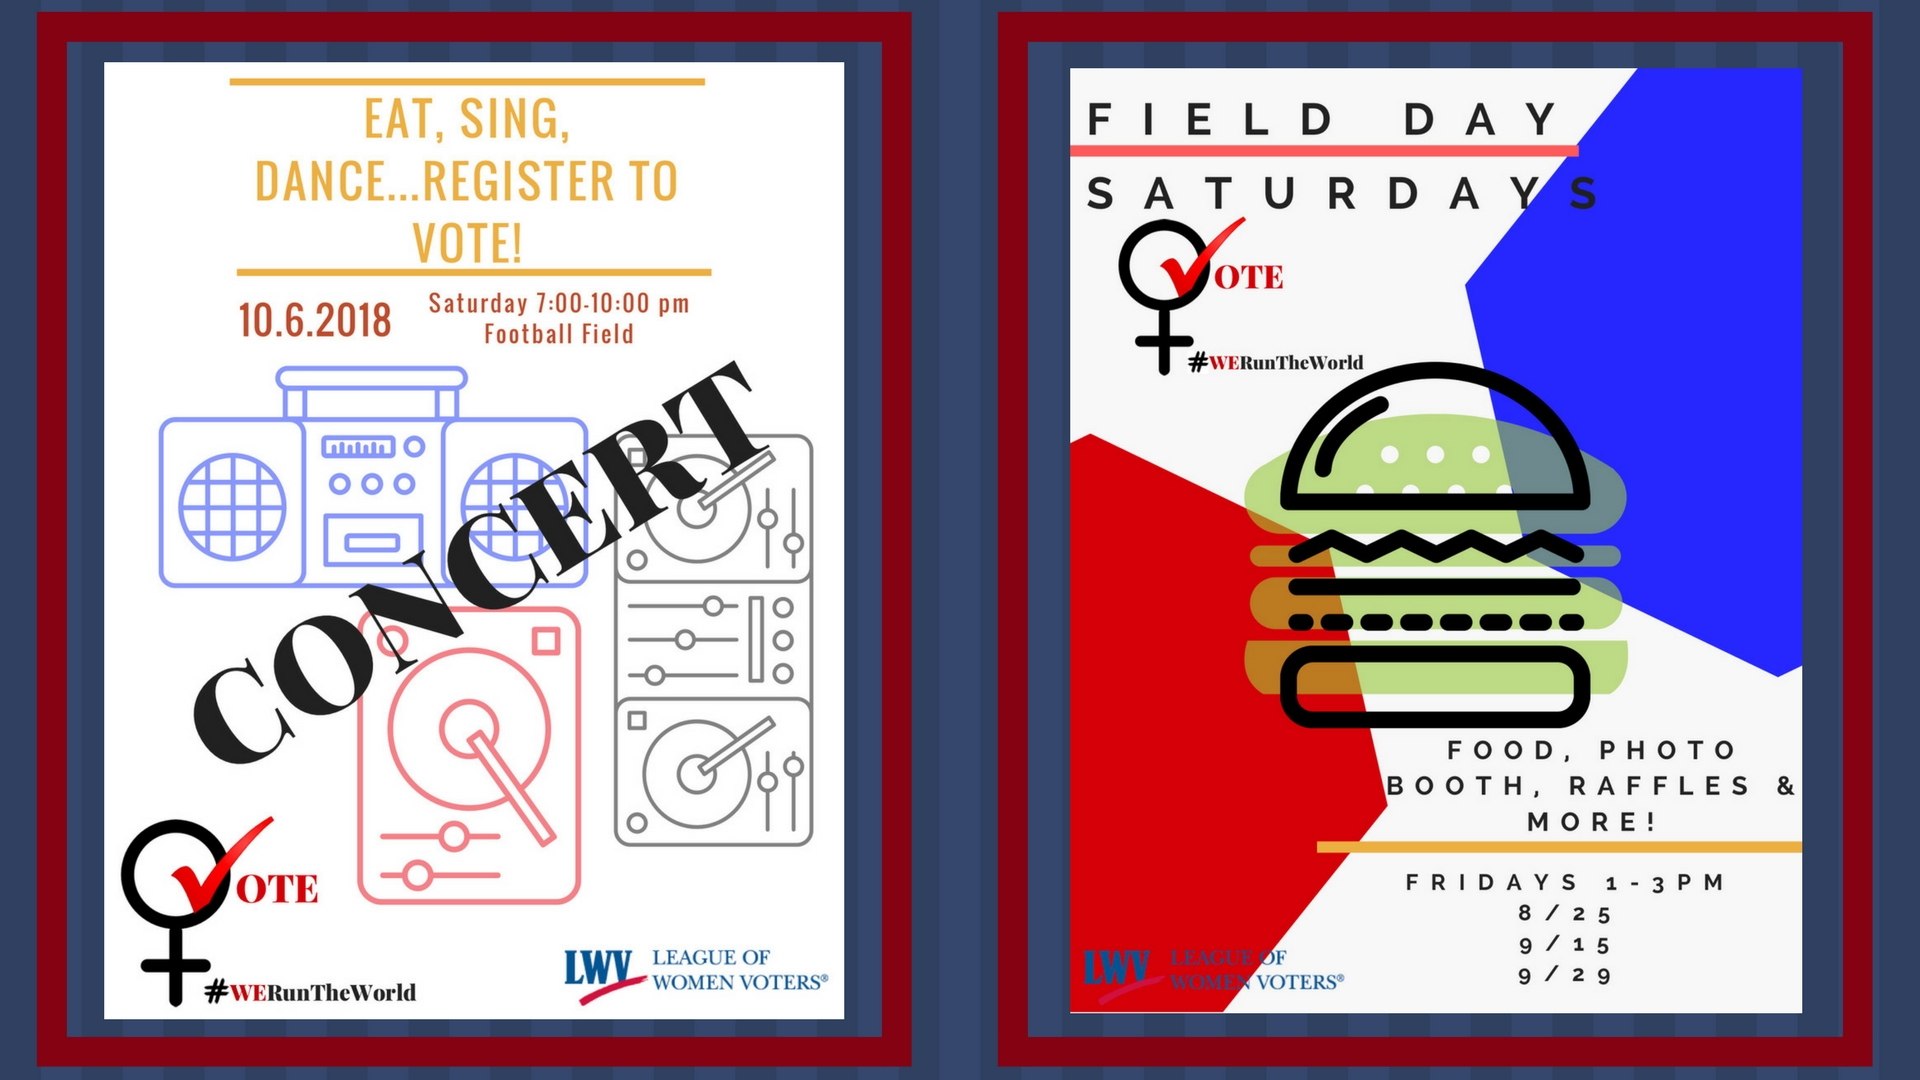 EAT, SING,
DANCE...REGISTER TO
VOTE!
10.6.2018
Saturday 7:00-10:00 pm
Football Field
CONCERT
VOTE
#WERunTheWorld
LWV
LEAGUE OF
WOMEN VOTERS®
FIELD DAY
SATURDAYS
VOTE
#WERunTheWorld
FOOD, PHOTO
BOOTH, RAFFLES &
MORE!
FRIDAYS 1-3PM
8/25
9/15
9/29
LWV
LEAGUE OF
WOMEN VOTERS®